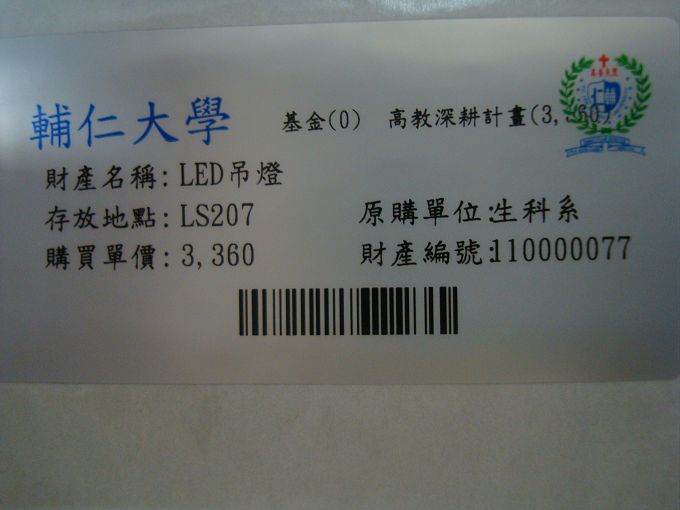 輔仁大學 基金(0) 高教深耕計畫(3,360)
財產名稱: LED吊燈
存放地點: LS207 原購單位:生科系
購買單價: 3,360 財產編號:110000077